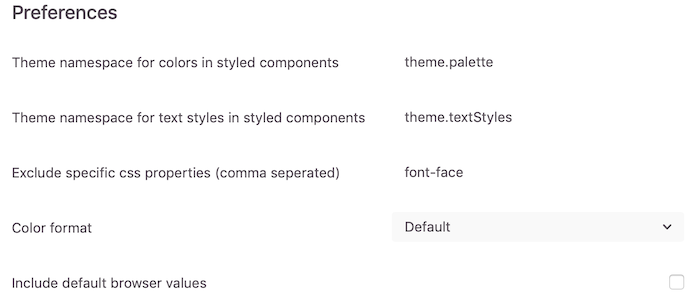 Preferences
Theme namespace for colors in styled components theme.palette
Theme namespace for text styles in styled components theme.textStyles
Exclude specific css properties (comma seperated) font-face
Color format Default
Include default browser values